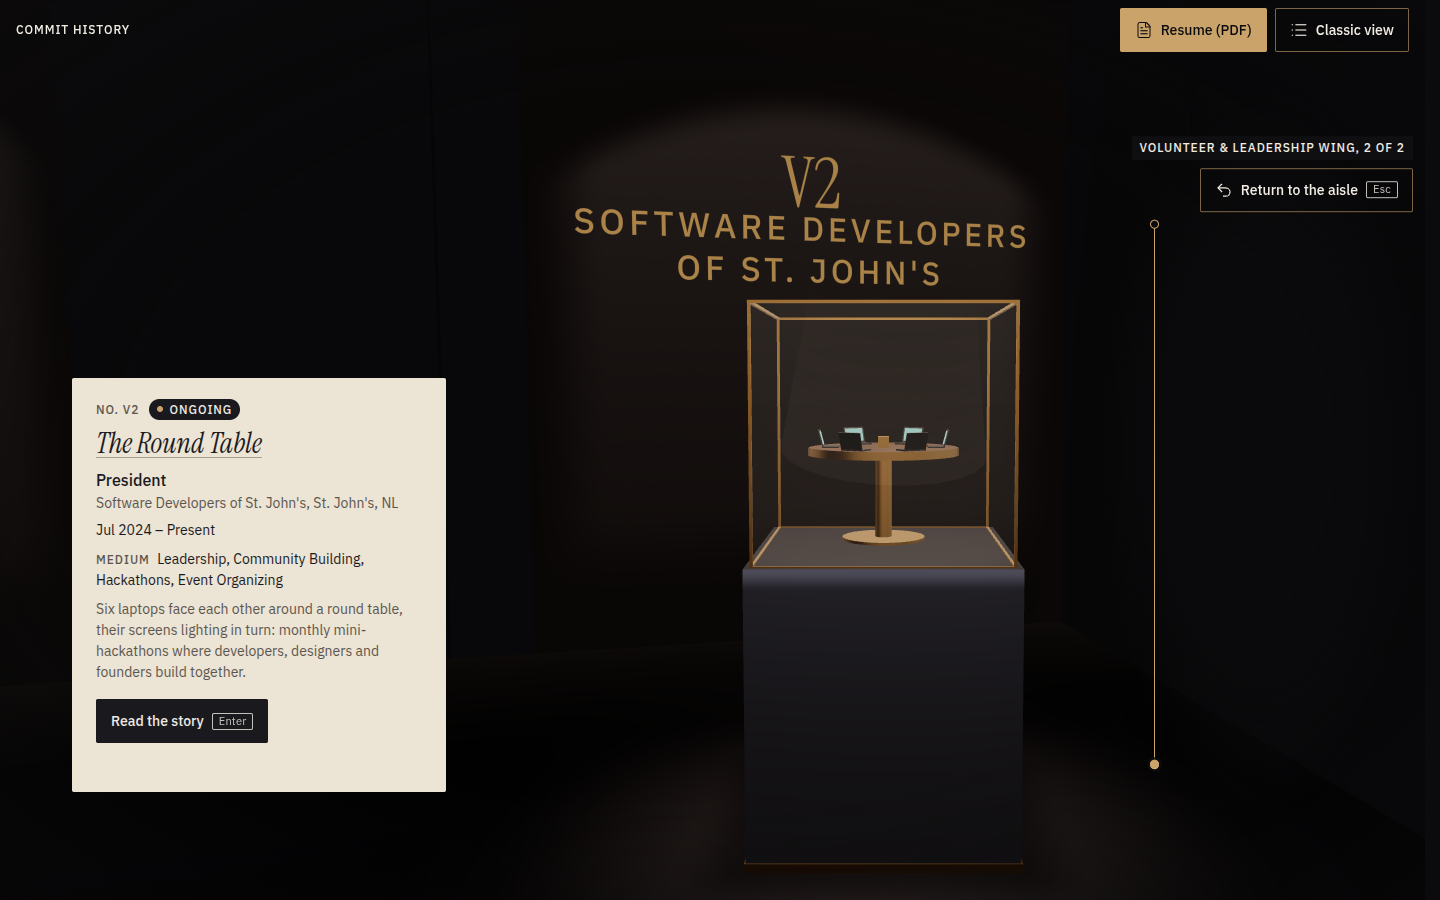 COMMIT HISTORY
Resume (PDF)
Classic view
VOLUNTEER & LEADERSHIP WING, 2 OF 2
Return to the aisle Esc
V2
SOFTWARE DEVELOPERS
OF ST. JOHN'S
NO. V2 ONGOING
The Round Table
President
Software Developers of St. John's, St. John's, NL
Jul 2024 – Present
MEDIUM Leadership, Community Building,
Hackathons, Event Organizing
Six laptops face each other around a round table,
their screens lighting in turn: monthly mini-
hackathons where developers, designers and
founders build together.
Read the story Enter